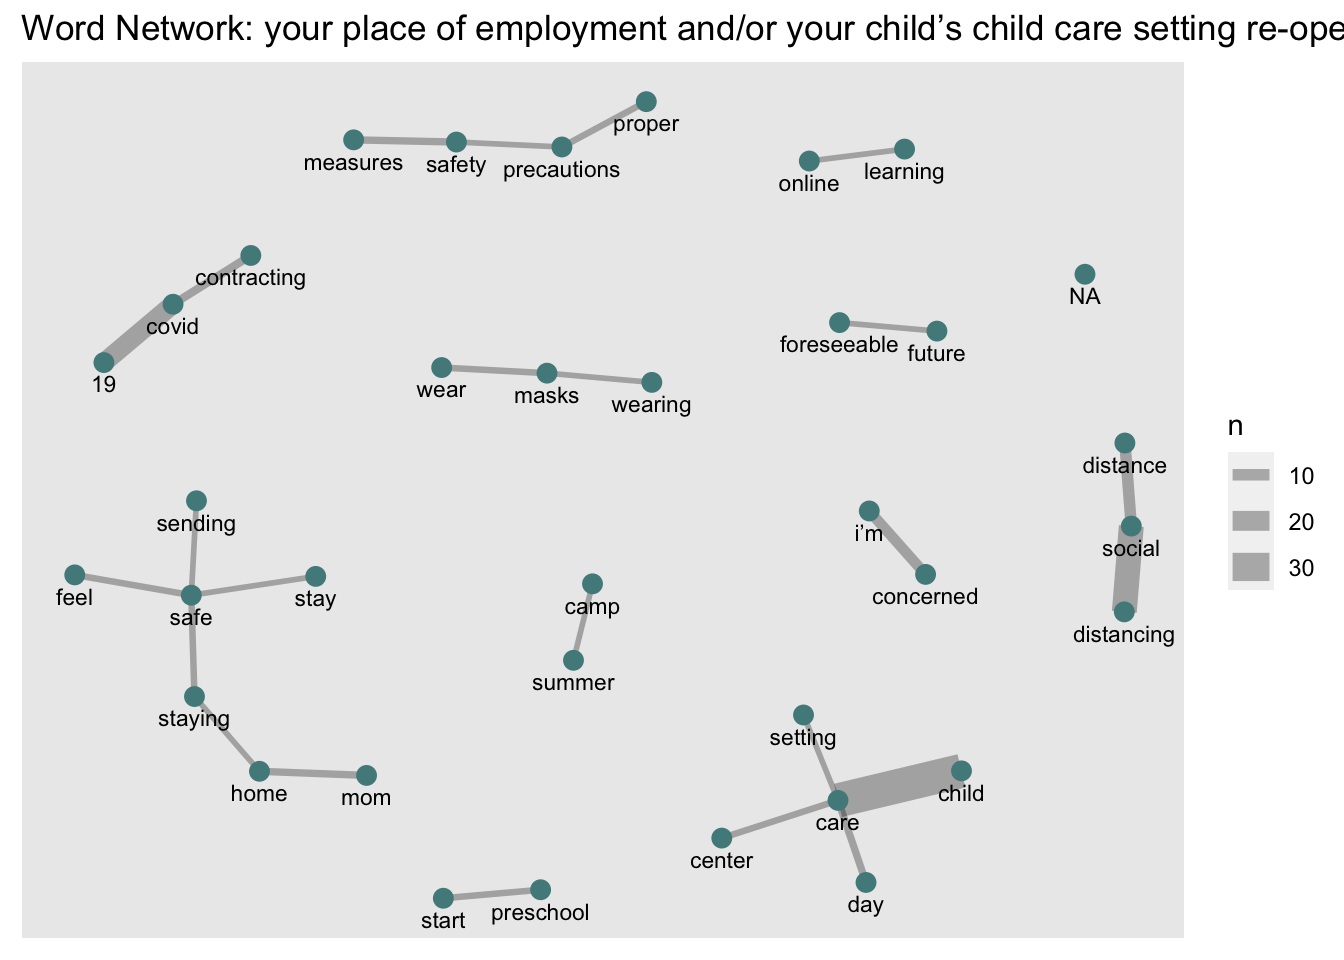 Word Network: your place of employment and/or your child’s child care setting re-ope
proper
measures
safety
precautions
online
learning
contracting
covid
19
NA
foreseeable
future
wear
masks
wearing
distance
social
distancing
n
10
20
30
sending
feel
safe
stay
staying
home
mom
i’m
concerned
camp
summer
setting
child
care
center
day
start
preschool